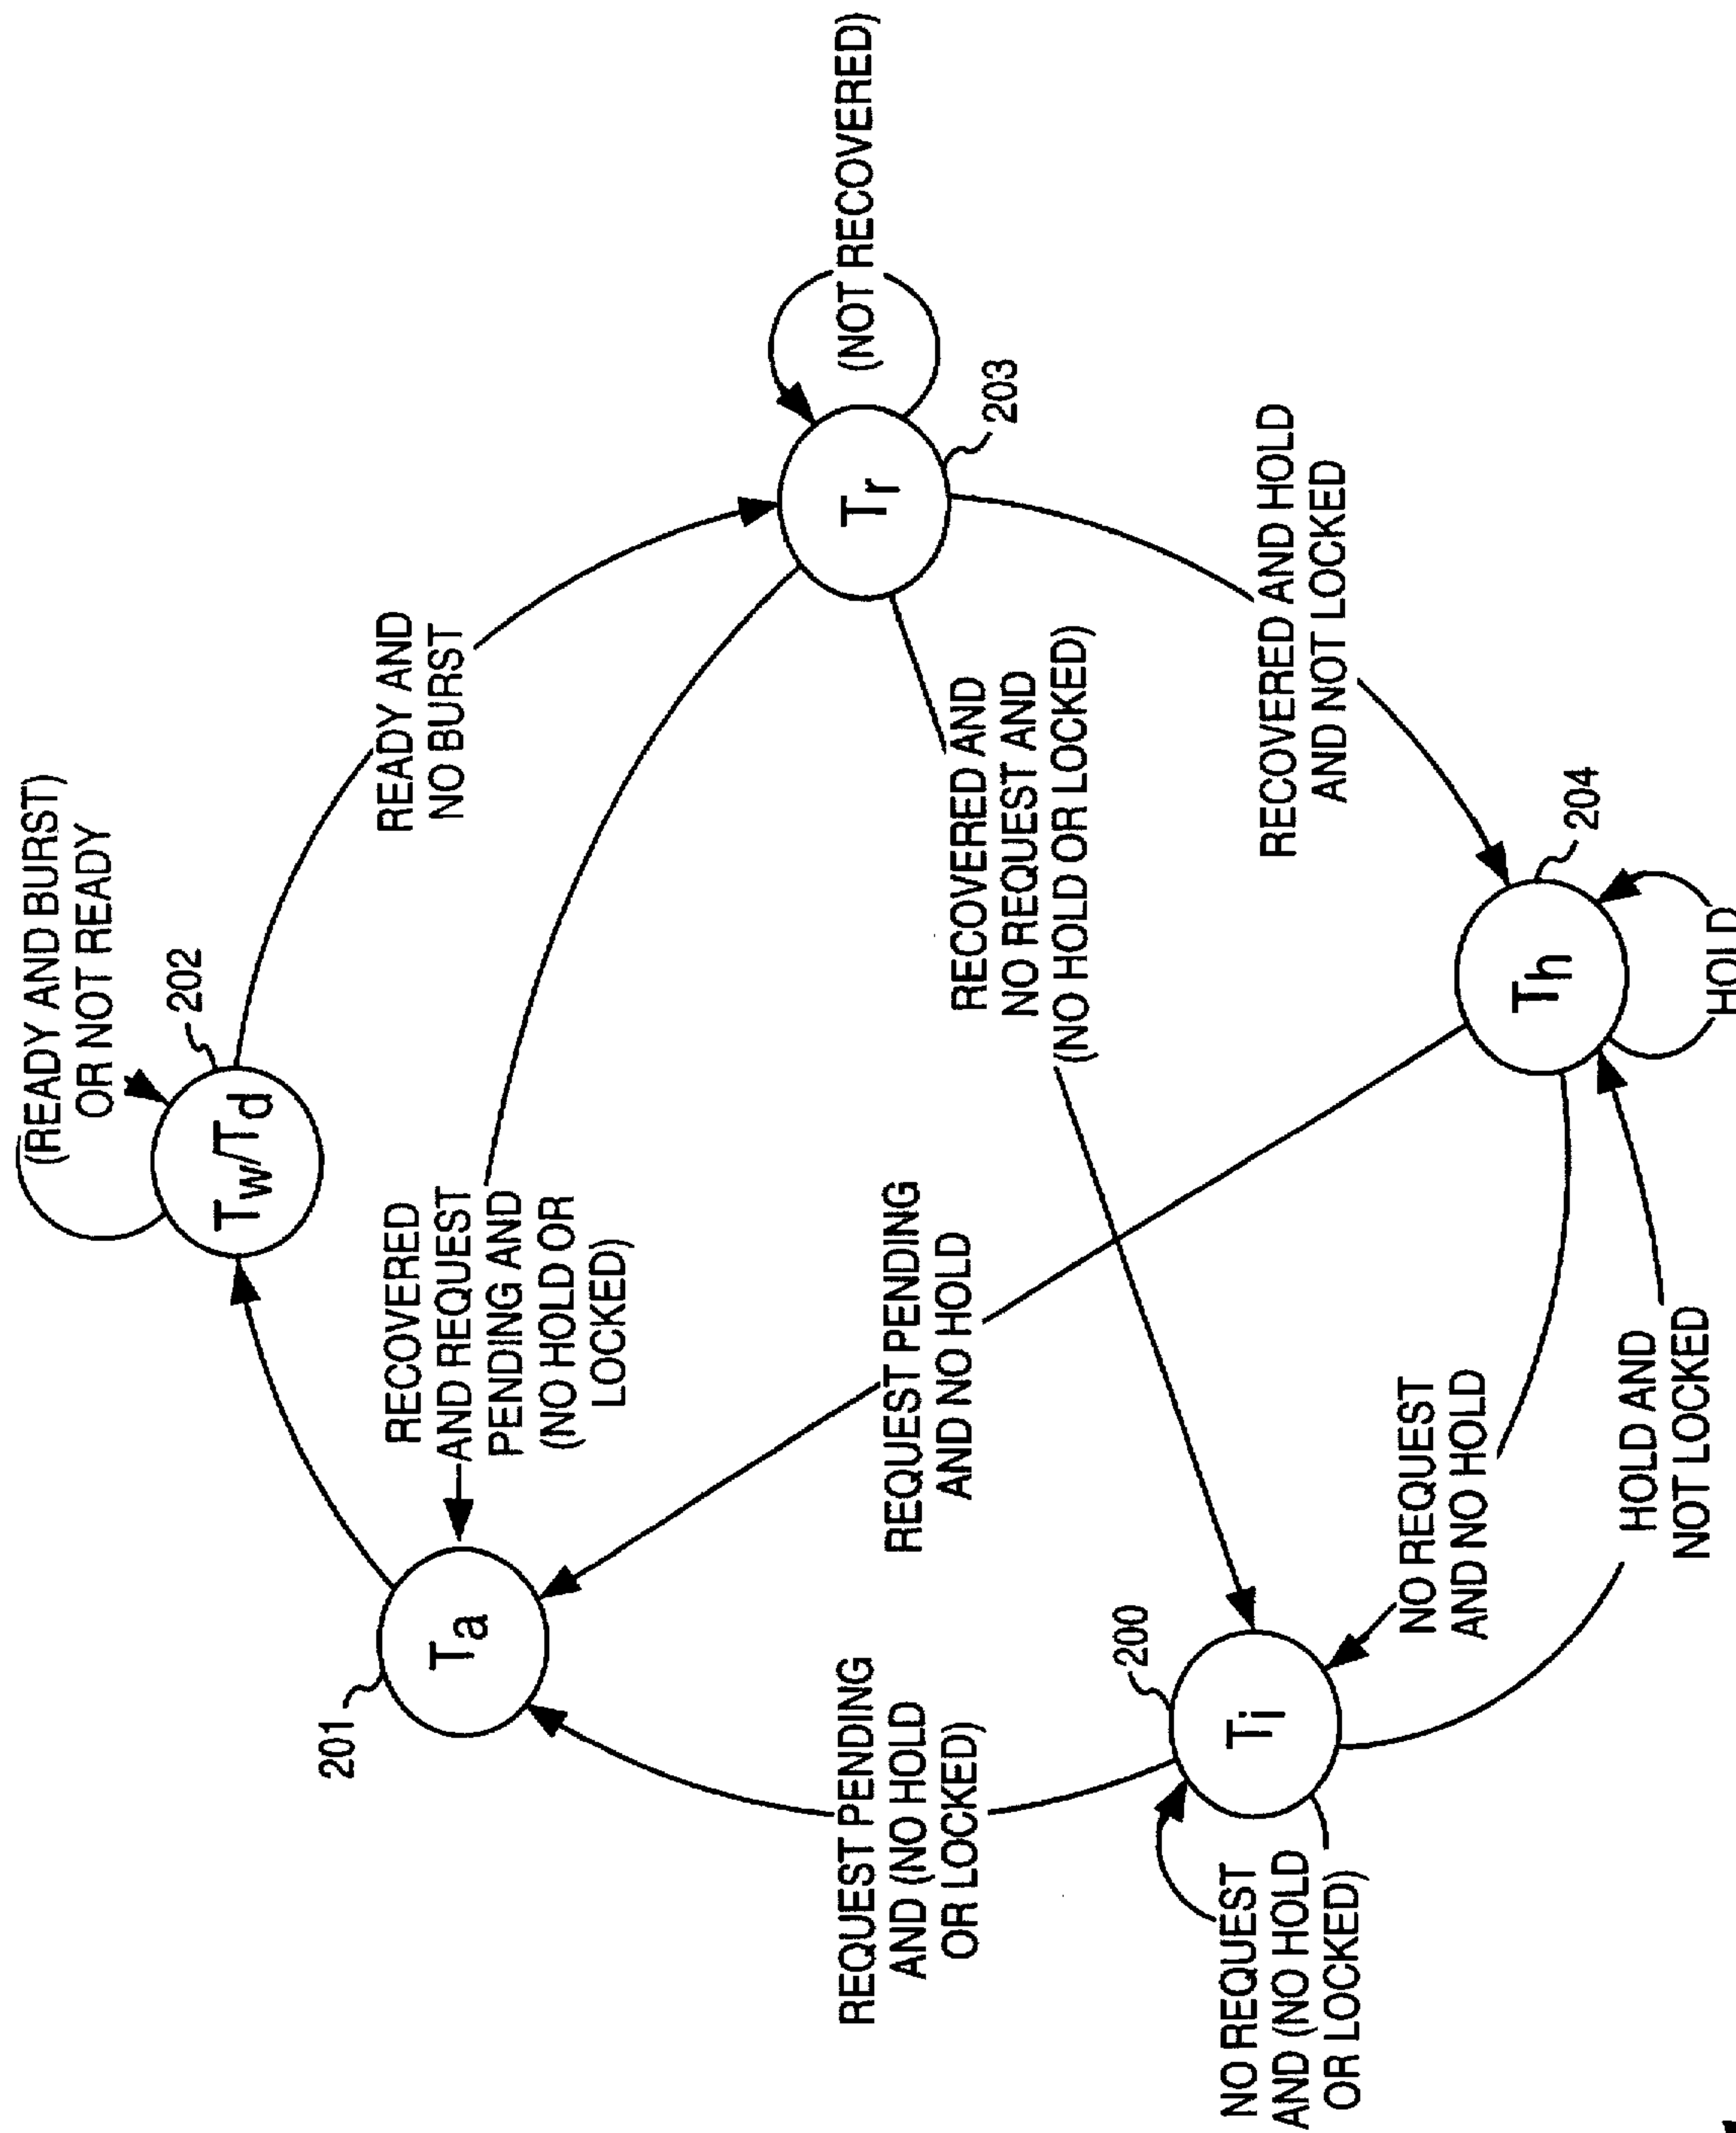 (READY AND BURST)
OR NOT READY
202
Tw/Td
READY AND
NO BURST
201
Ta
RECOVERED
AND REQUEST
PENDING AND
(NO HOLD OR
LOCKED)
Tr
(NOT RECOVERED)
203
REQUEST PENDING
AND (NO HOLD
OR LOCKED)
REQUEST PENDING
AND NO HOLD
RECOVERED AND
NO REQUEST AND
(NO HOLD OR LOCKED)
RECOVERED AND HOLD
AND NOT LOCKED
200
Ti
NO REQUEST
AND (NO HOLD
OR LOCKED)
NO REQUEST
AND NO HOLD
204
Th
HOLD
HOLD AND
NOT LOCKED